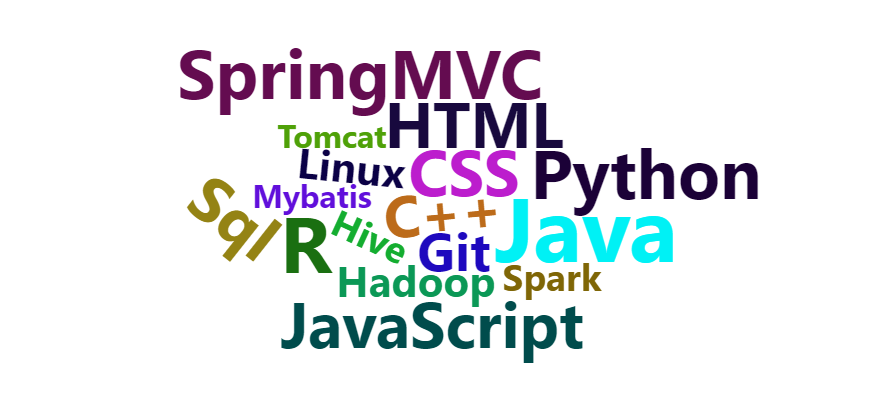 SpringMVC
HTML
Tomcat
Linux
CSS
Python
Mybatis
Sql
C++
Java
R
Hive
Git
Hadoop
Spark
JavaScript